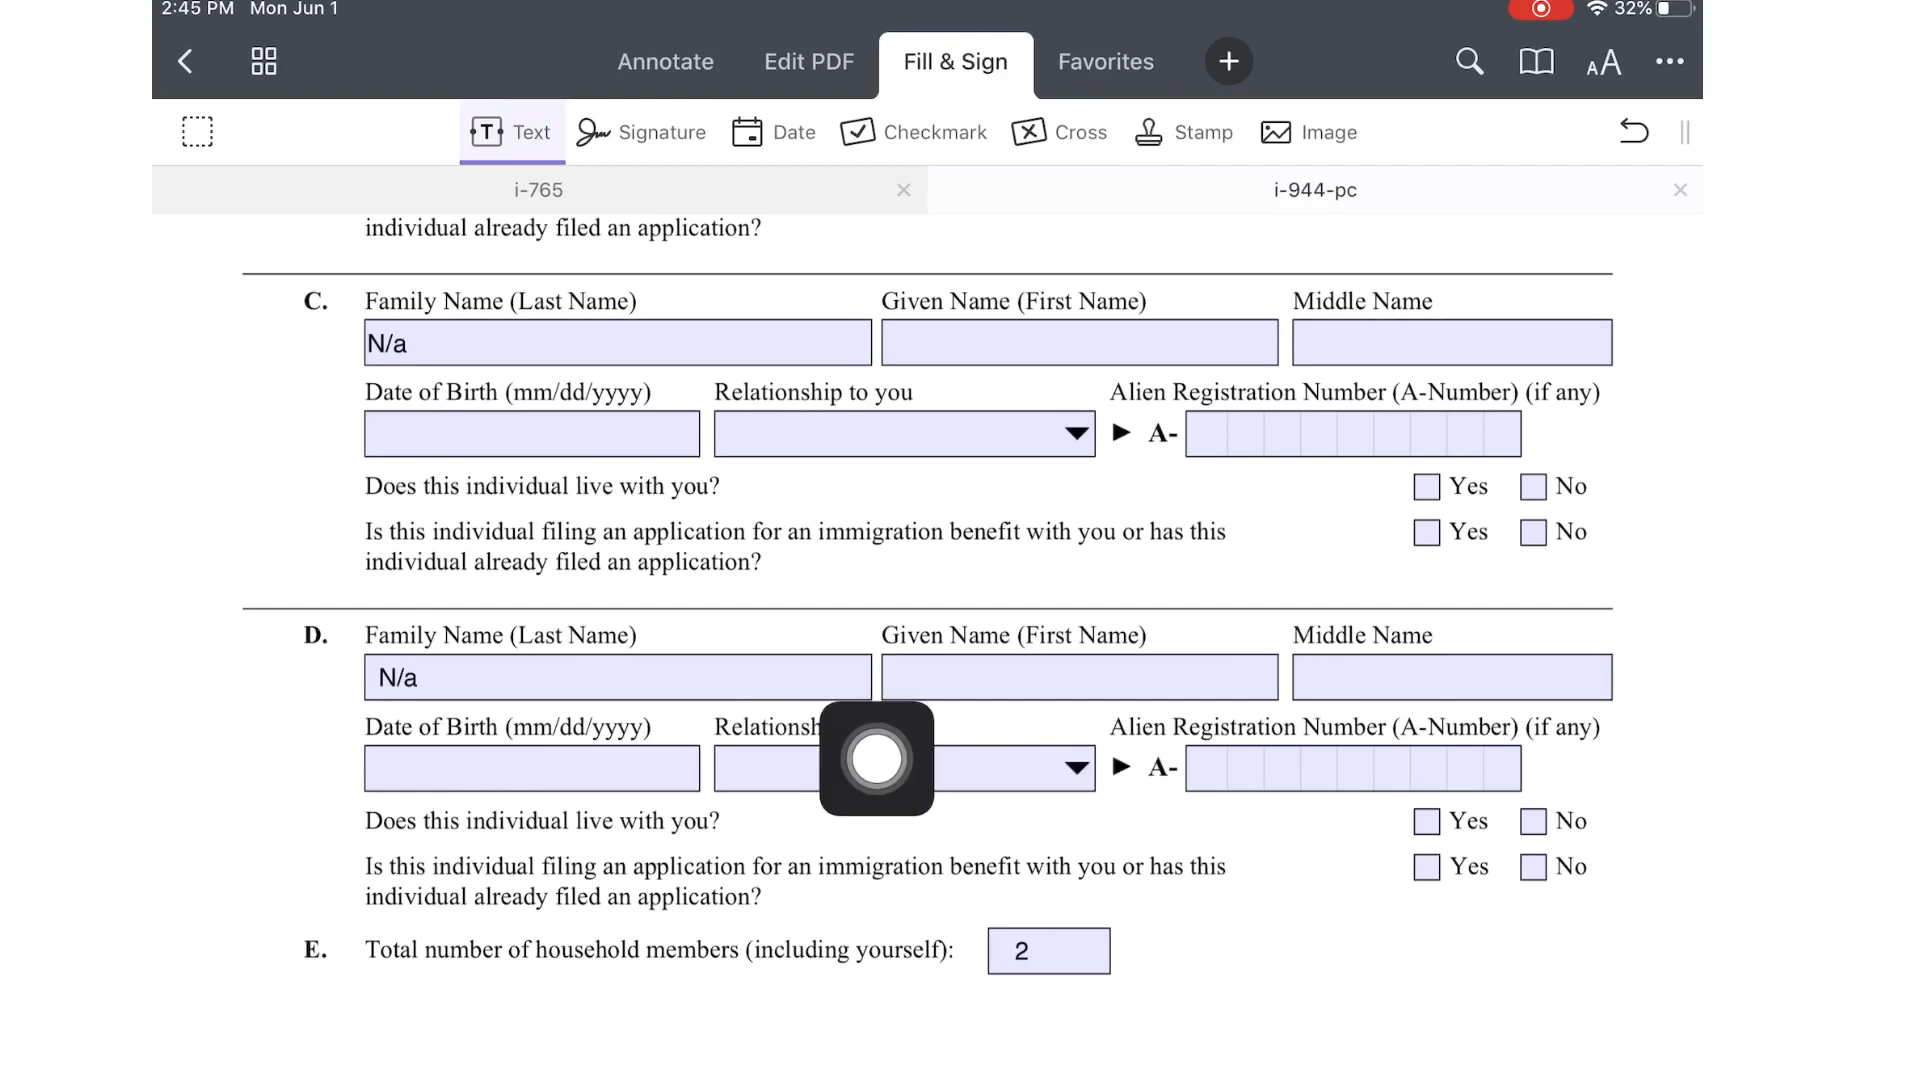 2:45 PM Mon Jun 1 32%
Annotate Edit PDF Fill & Sign Favorites AA
Text Signature Date Checkmark Cross Stamp Image
i-765 i-944-pc
individual already filed an application?
C. Family Name (Last Name) Given Name (First Name) Middle Name
N/a
Date of Birth (mm/dd/yyyy) Relationship to you Alien Registration Number (A-Number) (if any)
A-
Does this individual live with you? Yes No
Is this individual filing an application for an immigration benefit with you or has this Yes No
individual already filed an application?
D. Family Name (Last Name) Given Name (First Name) Middle Name
N/a
Date of Birth (mm/dd/yyyy) Relationsh Alien Registration Number (A-Number) (if any)
A-
Does this individual live with you? Yes No
Is this individual filing an application for an immigration benefit with you or has this Yes No
individual already filed an application?
E. Total number of household members (including yourself): 2